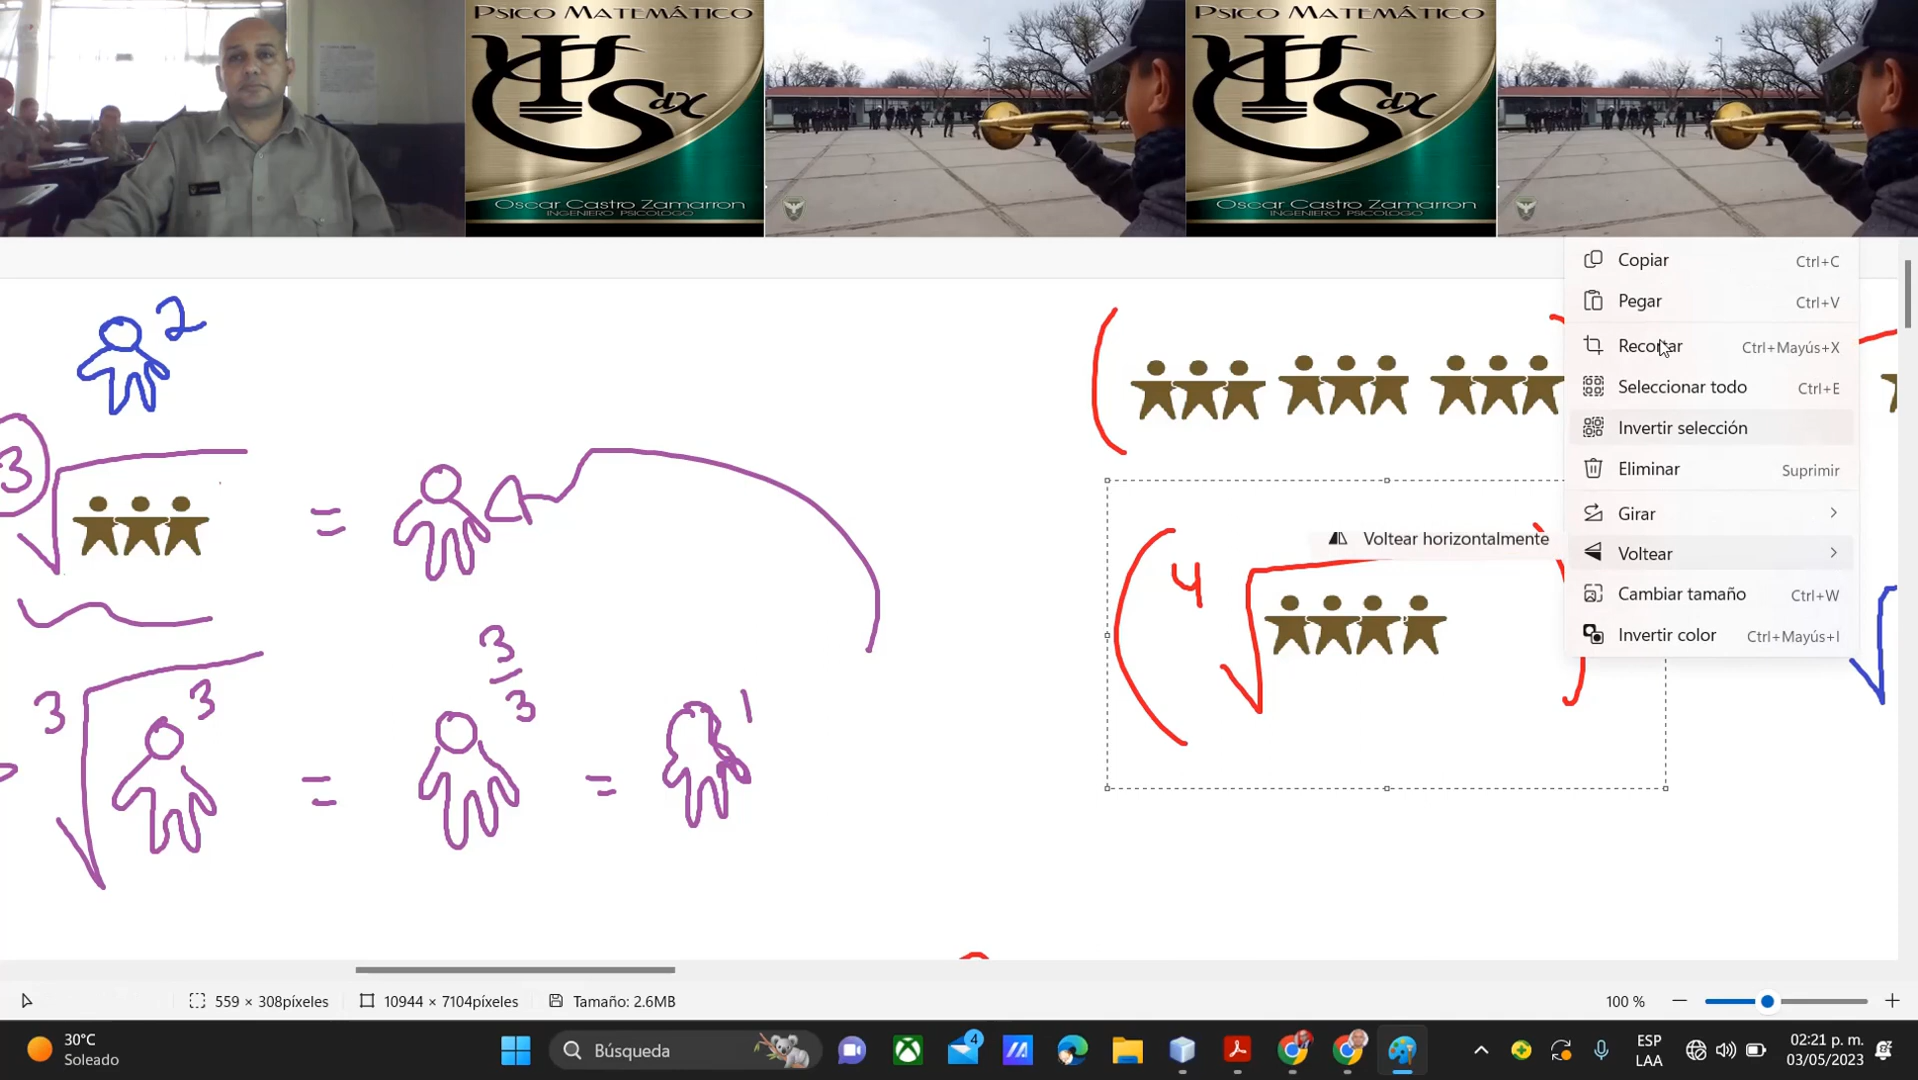 PSICO MATEMÁTICO
dx
Oscar Castro Zamarron
INGENIERO PSICOLOGO
PSICO MATEMÁTICO
dx
Oscar Castro Zamarron
INGENIERO PSICOLOGO
Copiar Ctrl+C
Pegar Ctrl+V
Recortar Ctrl+Mayús+X
Seleccionar todo Ctrl+E
Invertir selección
Eliminar Suprimir
Girar
Voltear
Voltear horizontalmente
Cambiar tamaño Ctrl+W
Invertir color Ctrl+Mayús+I
2
3
=
3
3
=
3
3
=
1
4
559 × 308píxeles
10944 × 7104píxeles
Tamaño: 2.6MB
100 %
30°C
Soleado
Búsqueda
4
ESP
LAA
02:21 p. m.
03/05/2023